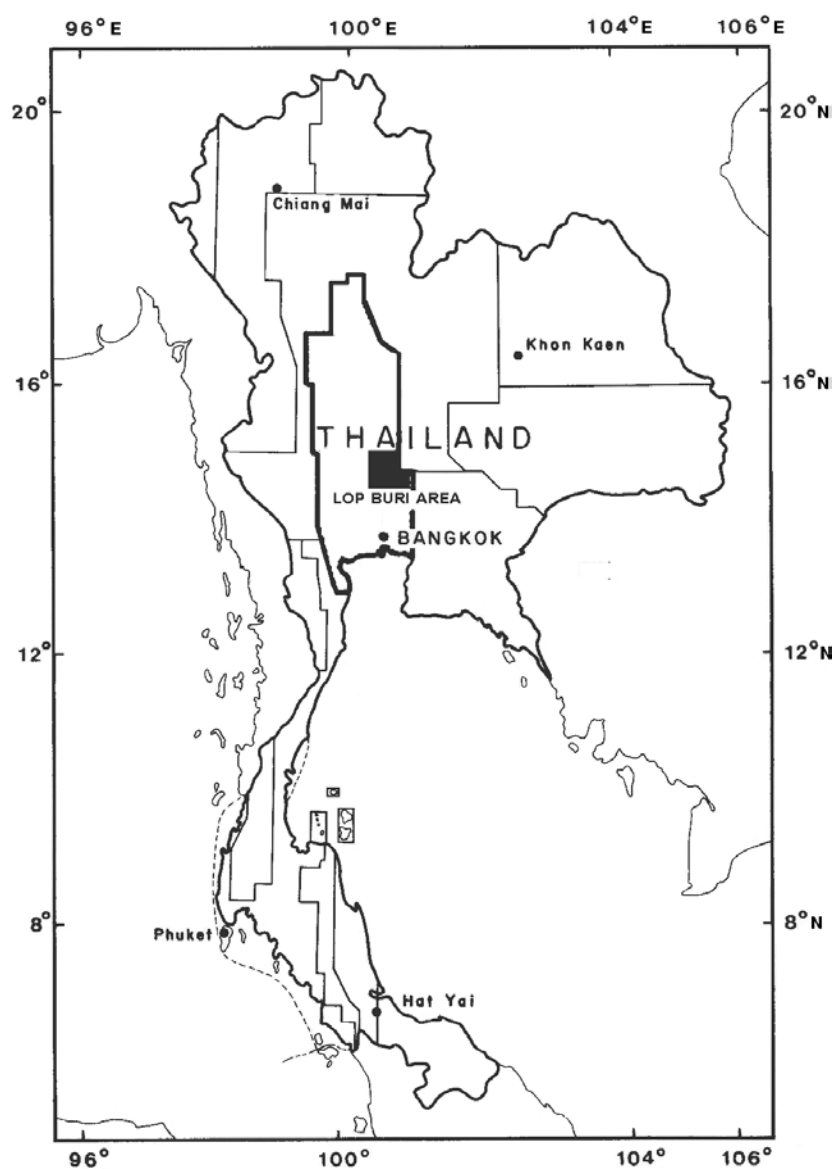 96°E 100°E 104°E 106°E
20° 20°N
Chiang Mai
Khon Kaen
16° 16°N
THAILAND
LOP BURI AREA
BANGKOK
12° 12°N
8° 8°N
Phuket
Hat Yai
96°E 100°E 104°E 106°E